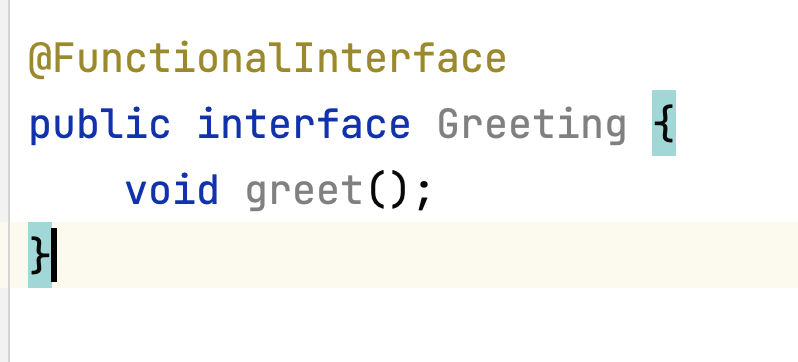 @FunctionalInterface
public interface Greeting {
    void greet();
}